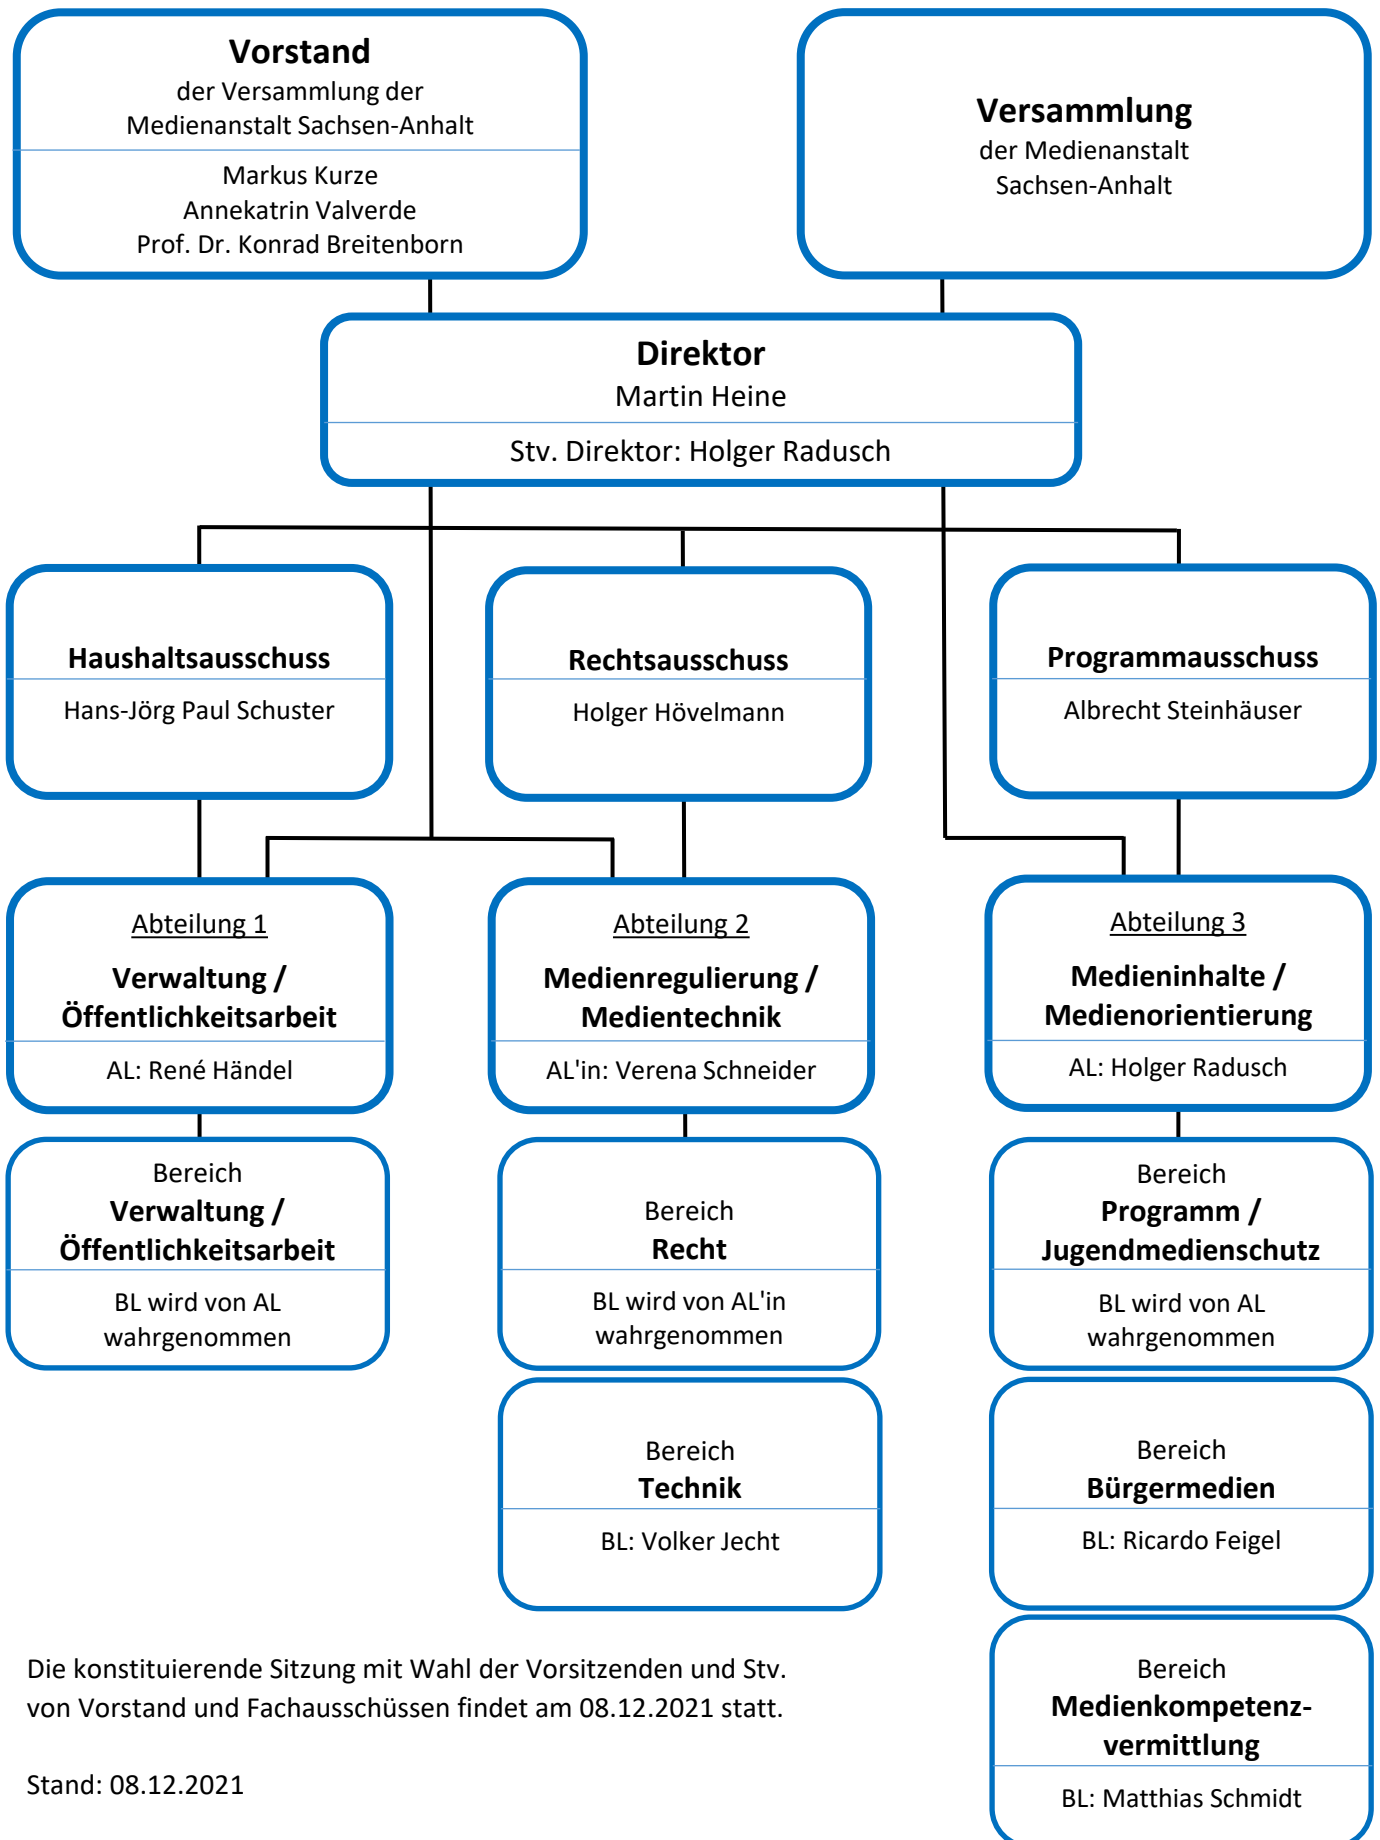 Vorstand
der Versammlung der
Medienanstalt Sachsen-Anhalt
Markus Kurze
Annekatrin Valverde
Prof. Dr. Konrad Breitenborn
Versammlung
der Medienanstalt
Sachsen-Anhalt
Direktor
Martin Heine
Stv. Direktor: Holger Radusch
Haushaltsausschuss
Hans-Jörg Paul Schuster
Rechtsausschuss
Holger Hövelmann
Programmausschuss
Albrecht Steinhäuser
Abteilung 1
Verwaltung /
Öffentlichkeitsarbeit
AL: René Händel
Abteilung 2
Medienregulierung /
Medientechnik
AL'in: Verena Schneider
Abteilung 3
Medieninhalte /
Medienorientierung
AL: Holger Radusch
Bereich
Verwaltung /
Öffentlichkeitsarbeit
BL wird von AL
wahrgenommen
Bereich
Recht
BL wird von AL'in
wahrgenommen
Bereich
Programm /
Jugendmedienschutz
BL wird von AL
wahrgenommen
Bereich
Technik
BL: Volker Jecht
Bereich
Bürgermedien
BL: Ricardo Feigel
Bereich
Medienkompetenz-
vermittlung
BL: Matthias Schmidt
Die konstituierende Sitzung mit Wahl der Vorsitzenden und Stv.
von Vorstand und Fachausschüssen findet am 08.12.2021 statt.
Stand: 08.12.2021